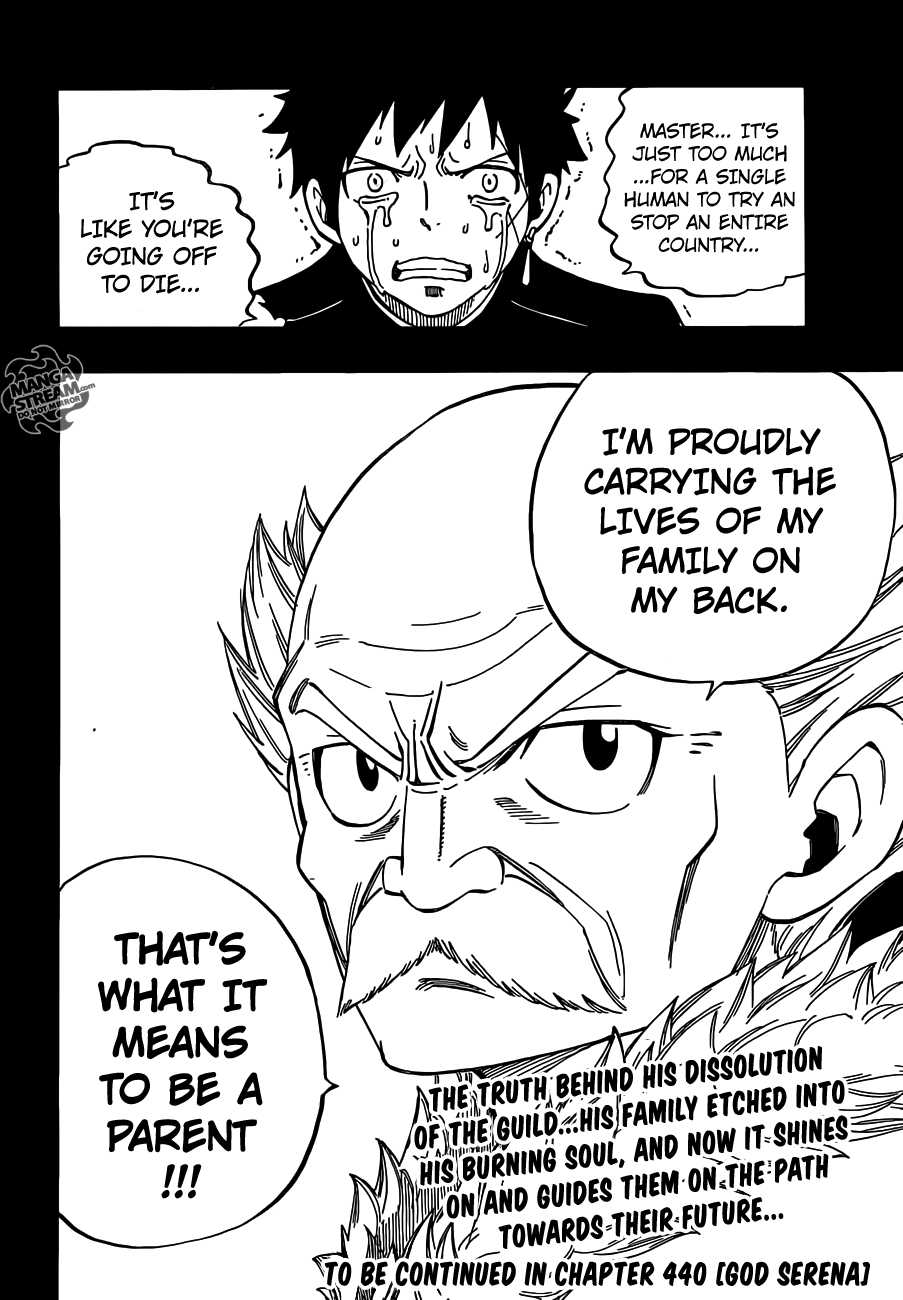 MASTER... IT'S
JUST TOO MUCH
...FOR A SINGLE
HUMAN TO TRY AN
STOP AN ENTIRE
COUNTRY...
IT'S
LIKE YOU'RE
GOING OFF
TO DIE...
MANGA
STREAM.com
DO NOT MIRROR
I'M PROUDLY
CARRYING THE
LIVES OF MY
FAMILY ON
MY BACK.
THAT'S
WHAT IT
MEANS
TO BE A
PARENT
!!!
THE TRUTH BEHIND HIS DISSOLUTION
OF THE GUILD...HIS FAMILY ETCHED INTO
HIS BURNING SOUL, AND NOW IT SHINES
ON AND GUIDES THEM ON THE PATH
TOWARDS THEIR FUTURE...
TO BE CONTINUED IN CHAPTER 440 [GOD SERENA]